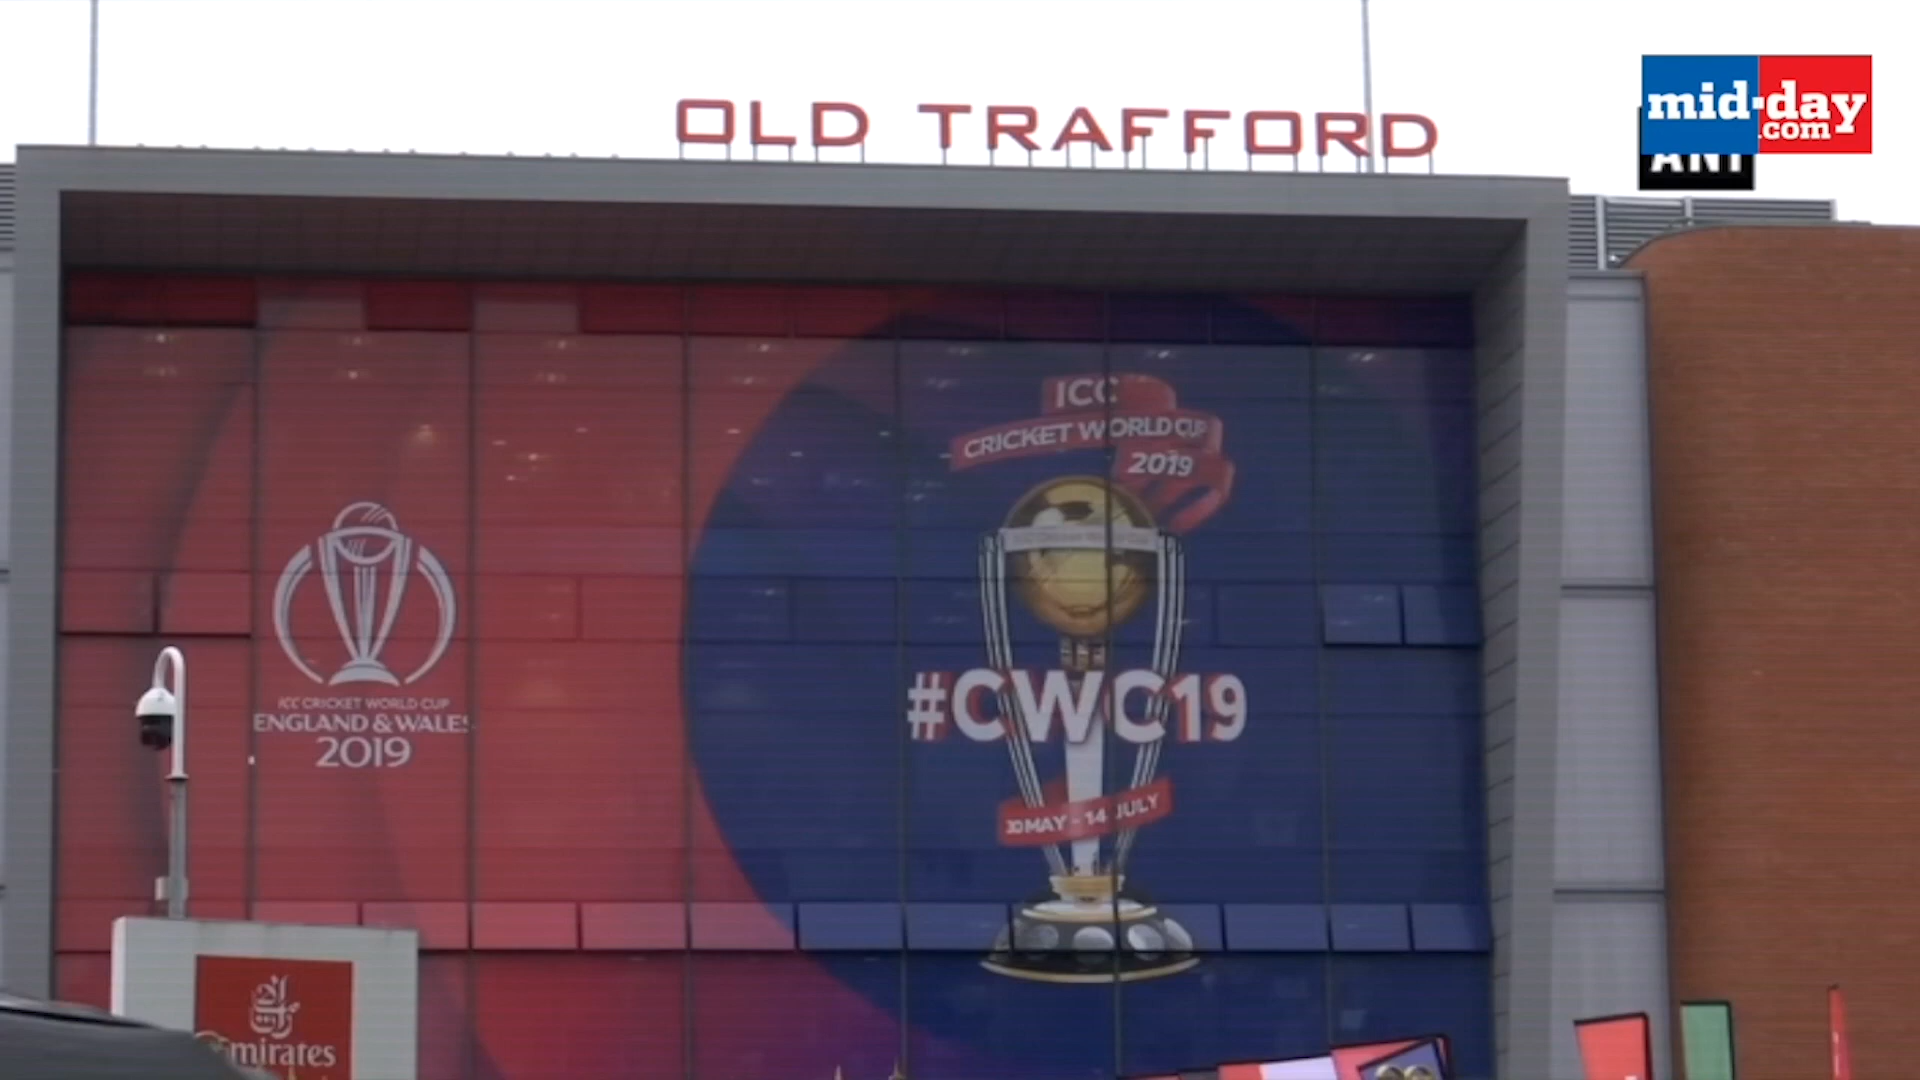 OLD TRAFFORD
mid-day
.com
ANI
ICC
CRICKET WORLD CUP
2019
#CWC19
30 MAY - 14 JULY
ICC CRICKET WORLD CUP
ENGLAND & WALES
2019
Emirates